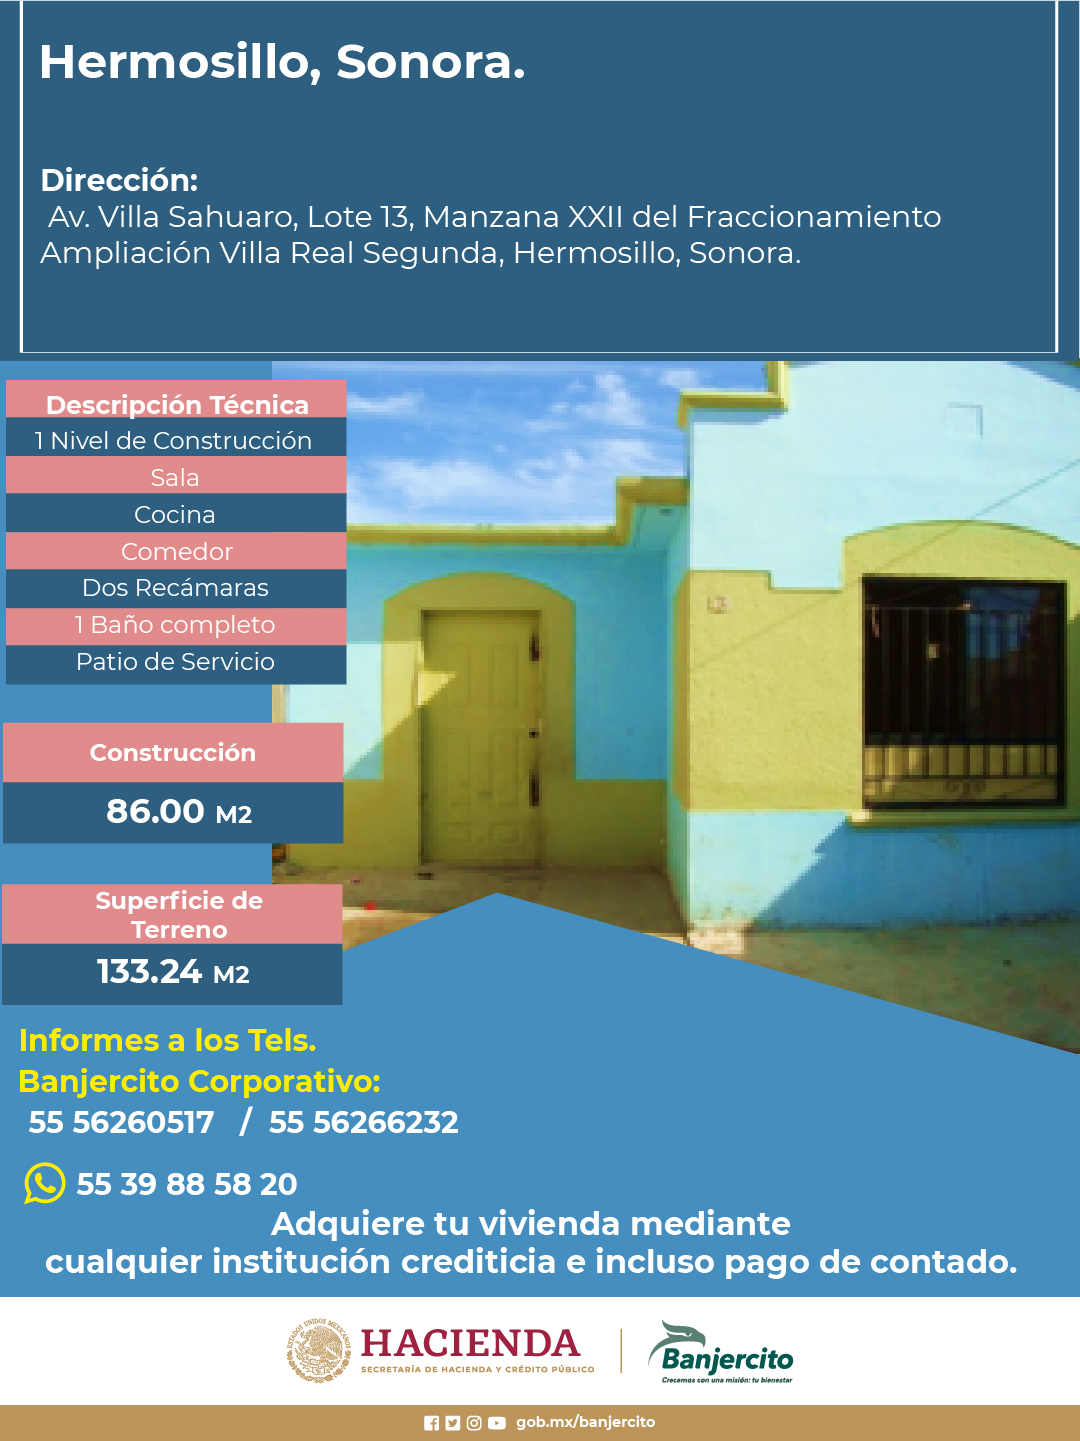 Hermosillo, Sonora.
Dirección:
Av. Villa Sahuaro, Lote 13, Manzana XXII del Fraccionamiento
Ampliación Villa Real Segunda, Hermosillo, Sonora.
Descripción Técnica
1 Nivel de Construcción
Sala
Cocina
Comedor
Dos Recámaras
1 Baño completo
Patio de Servicio
Construcción
86.00 M2
Superficie de
Terreno
133.24 M2
Informes a los Tels.
Banjercito Corporativo:
55 56260517 / 55 56266232
55 39 88 58 20
Adquiere tu vivienda mediante
cualquier institución crediticia e incluso pago de contado.
ESTADOS UNIDOS MEXICANOS
HACIENDA
SECRETARÍA DE HACIENDA Y CRÉDITO PÚBLICO
Banjercito
Crecemos con una misión: tu bienestar
gob.mx/banjercito